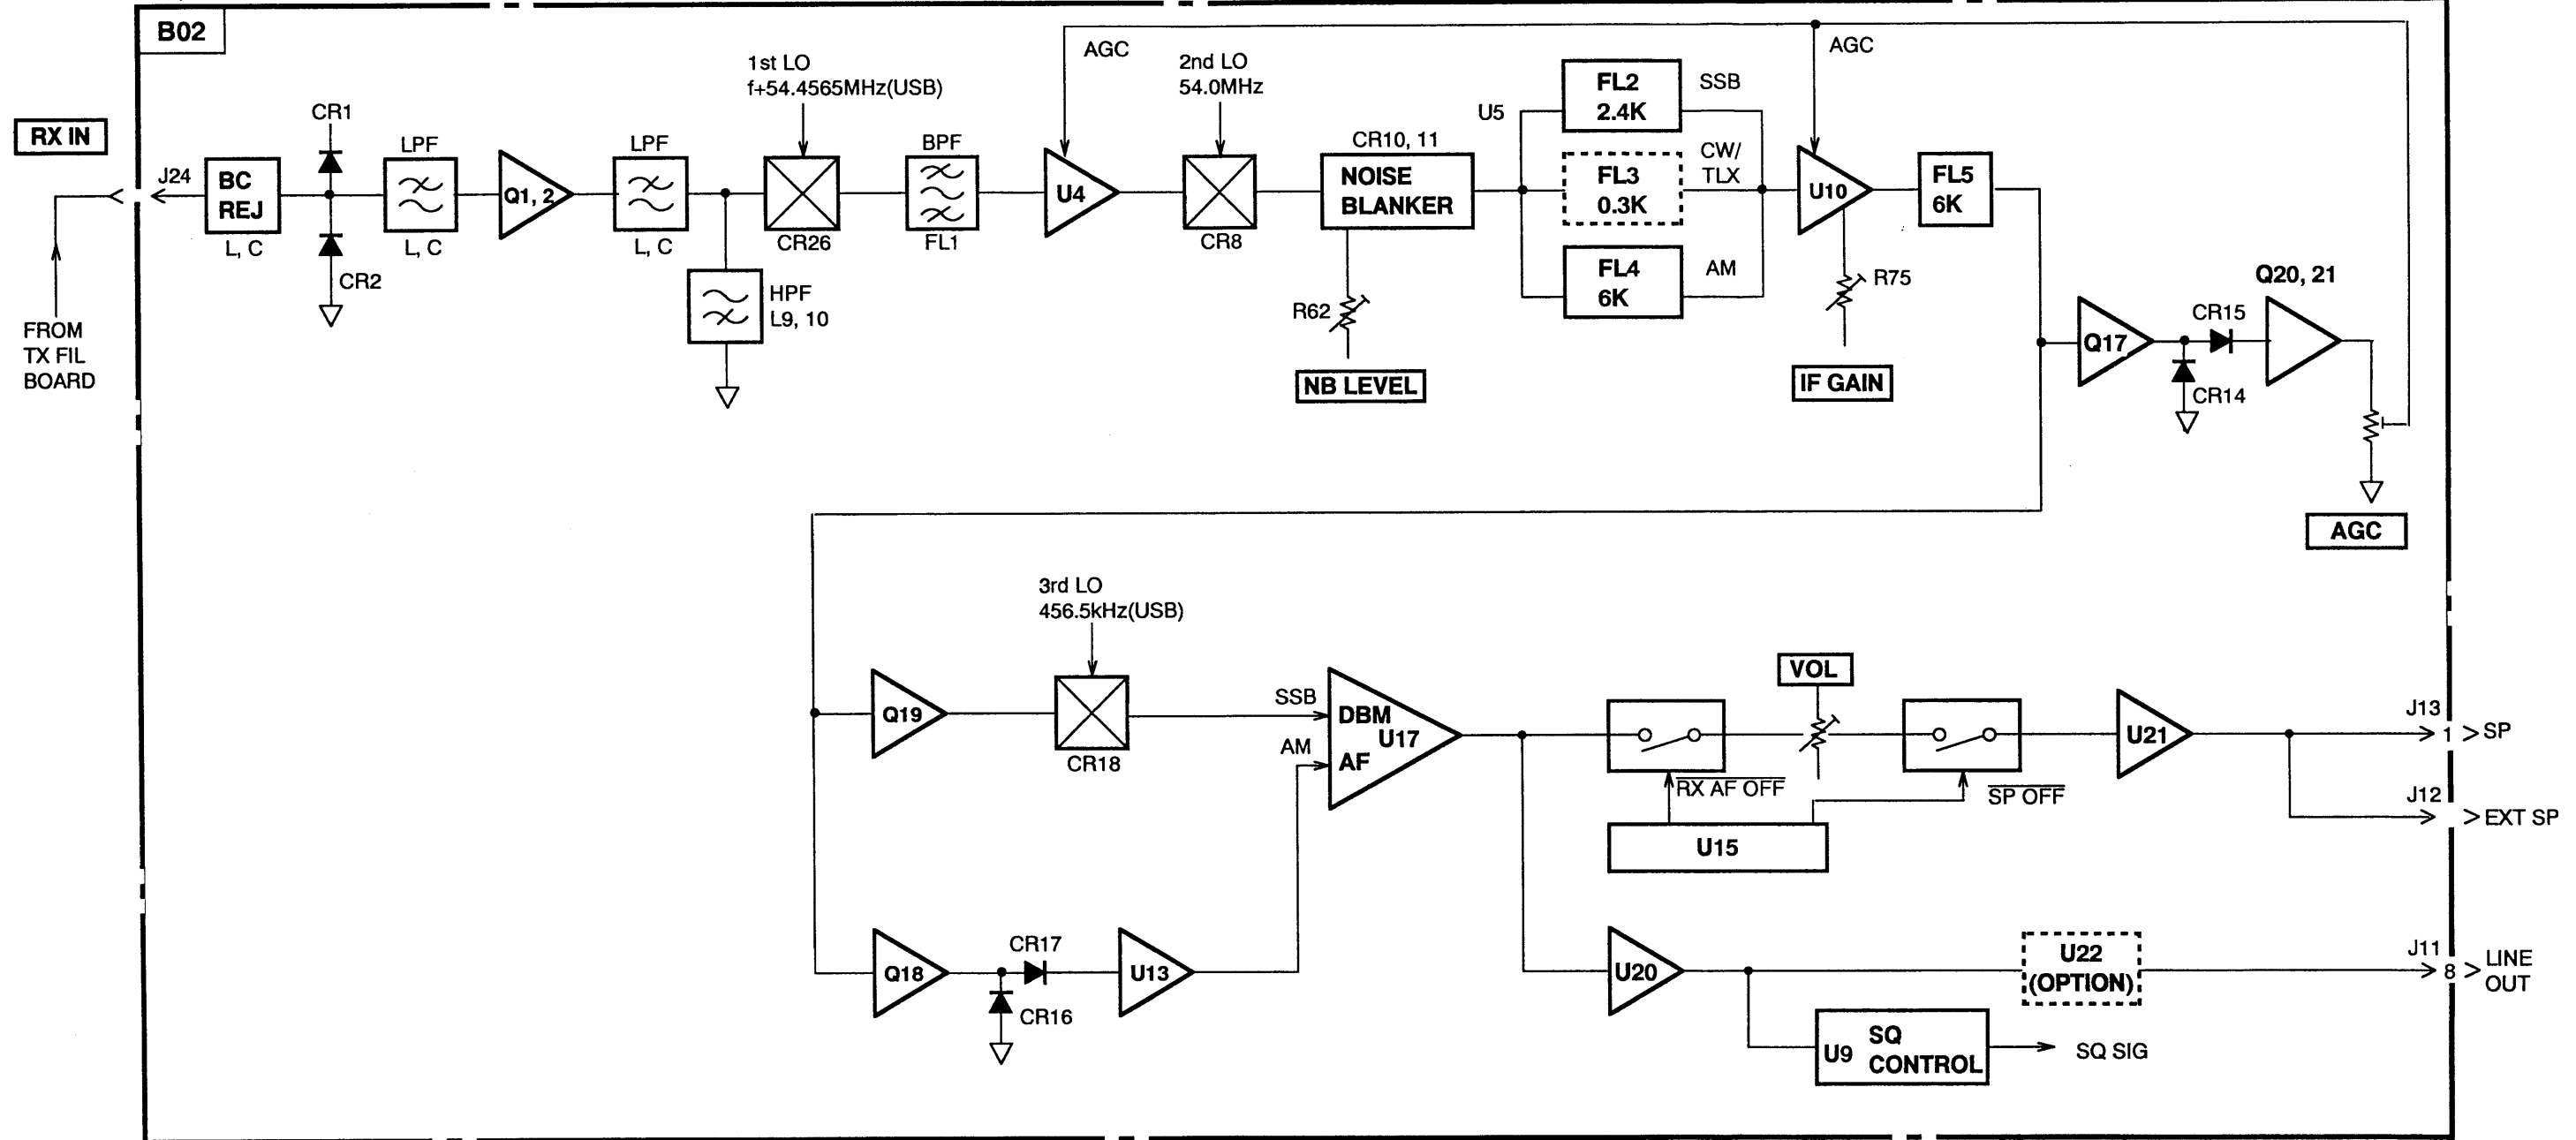 B02
RX IN
FROM
TX FIL
BOARD
J24
BC
REJ
L, C
CR1
CR2
LPF
L, C
Q1, 2
LPF
L, C
HPF
L9, 10
1st LO
f+54.4565MHz(USB)
CR26
BPF
FL1
AGC
U4
2nd LO
54.0MHz
CR8
CR10, 11
NOISE
BLANKER
R62
NB LEVEL
U5
FL2
2.4K
SSB
FL3
0.3K
CW/
TLX
FL4
6K
AM
AGC
U10
R75
IF GAIN
FL5
6K
Q17
CR15
CR14
Q20, 21
AGC
3rd LO
456.5kHz(USB)
Q19
CR18
SSB
AM
DBM
U17
AF
Q18
CR17
CR16
U13
RX AF OFF
VOL
SP OFF
U15
U21
J13
1
SP
J12
EXT SP
U20
U22
(OPTION)
J11
8
LINE
OUT
U9
SQ
CONTROL
SQ SIG